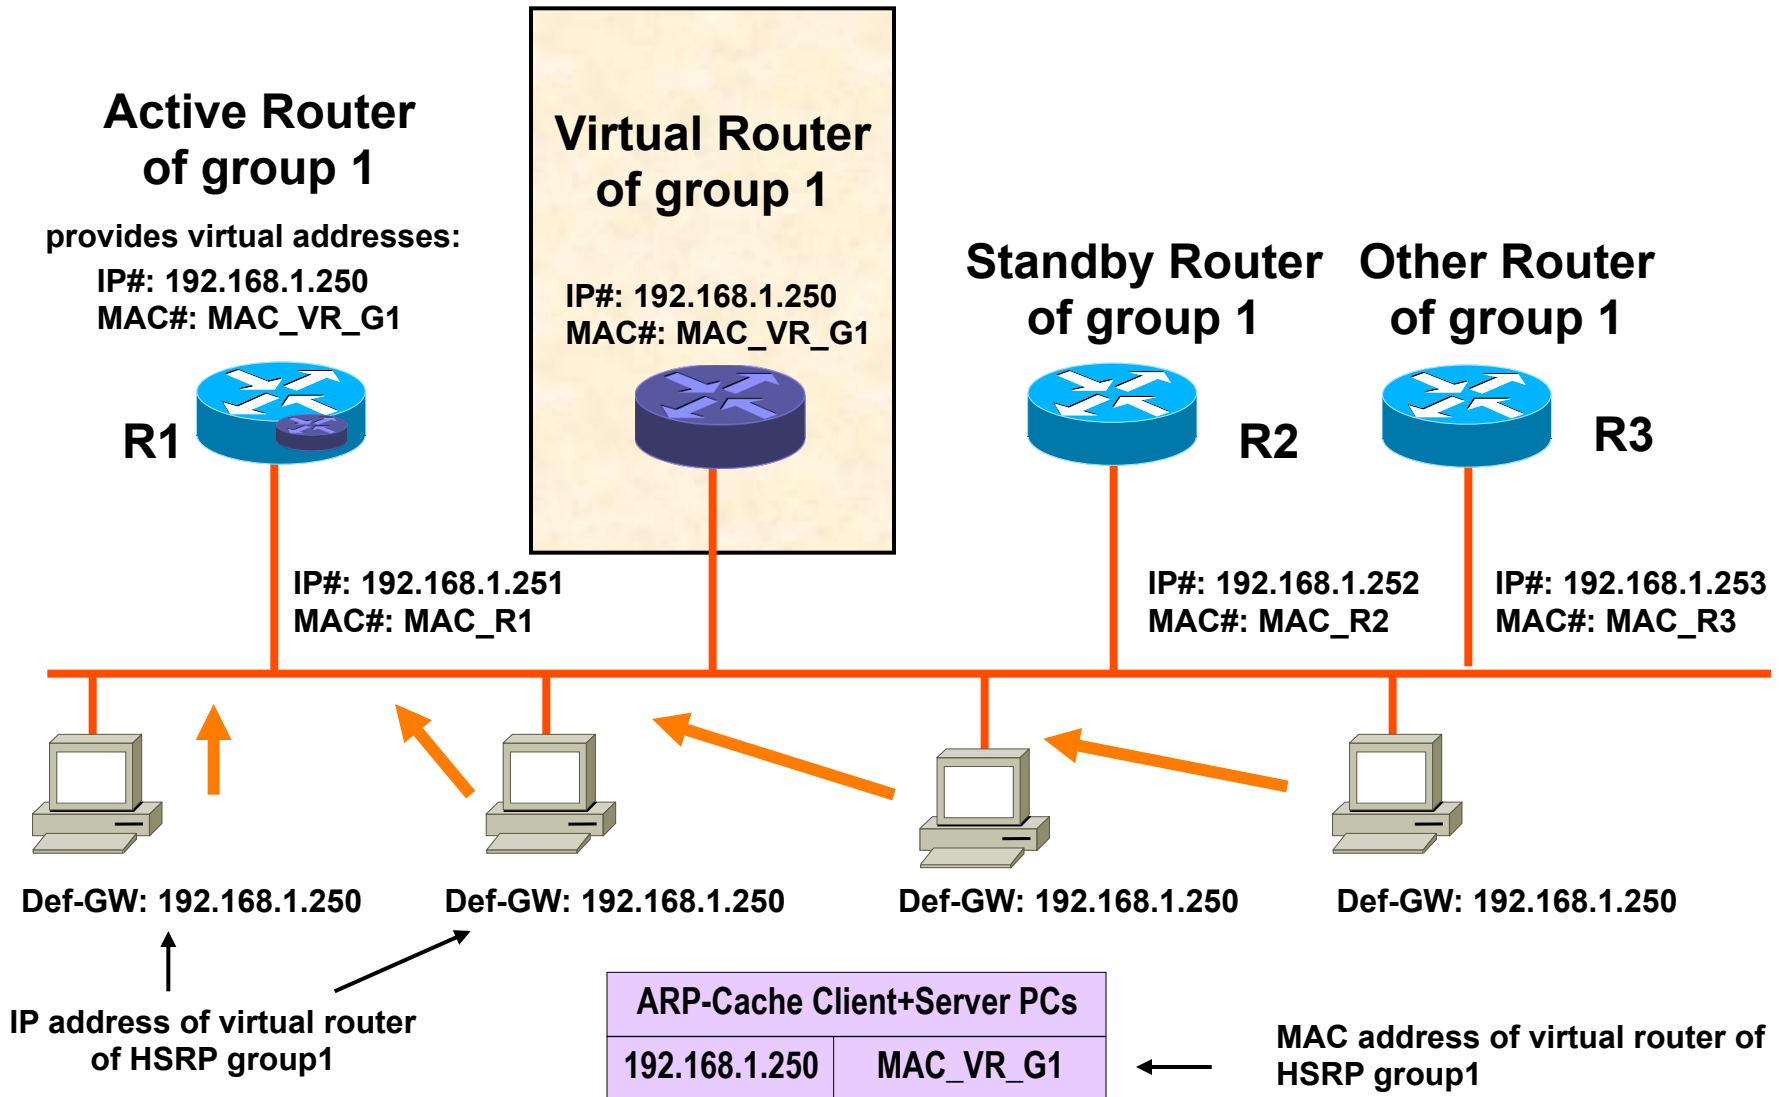 Active Router
of group 1
provides virtual addresses:
IP#: 192.168.1.250
MAC#: MAC_VR_G1
R1
Virtual Router
of group 1
IP#: 192.168.1.250
MAC#: MAC_VR_G1
Standby Router
of group 1
R2
Other Router
of group 1
R3
IP#: 192.168.1.251
MAC#: MAC_R1
IP#: 192.168.1.252
MAC#: MAC_R2
IP#: 192.168.1.253
MAC#: MAC_R3
Def-GW: 192.168.1.250
Def-GW: 192.168.1.250
Def-GW: 192.168.1.250
Def-GW: 192.168.1.250
IP address of virtual router
of HSRP group1
ARP-Cache Client+Server PCs
192.168.1.250 MAC_VR_G1
MAC address of virtual router of
HSRP group1